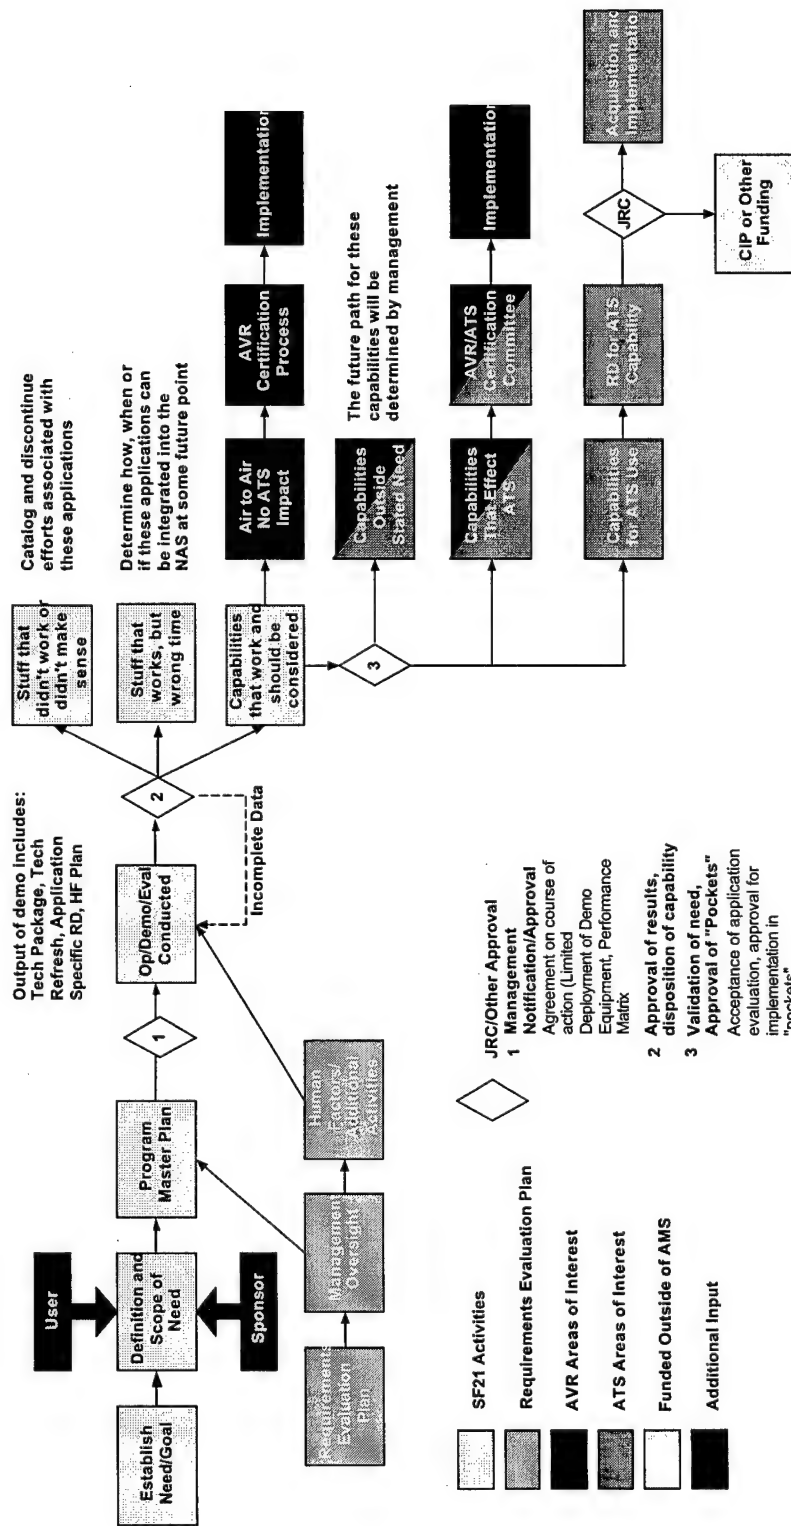 Establish
Need/Goal
User
Definition and
Scope of
Need
Sponsor
Program
Master Plan
1
Output of demo includes:
Tech Package, Tech
Refresh, Application
Specific RD, HF Plan
Op/Demo/Eval
Conducted
2
Incomplete Data
Requirements
Evaluation
Plan
Management
Oversight
Human
Factors/
Additional
Activities
Stuff that
didn't work or
didn't make
sense
Catalog and discontinue
efforts associated with
these applications
Stuff that
works, but
wrong time
Determine how, when or
if these applications can
be integrated into the
NAS at some future point
Capabilities
that work and
should be
considered
Air to Air
No ATS
Impact
AVR
Certification
Process
Implementation
3
Capabilities
Outside
Stated Need
The future path for these
capabilities will be
determined by management
Capabilities
That Effect
ATS
AVR/ATS
Certification
Committee
Implementation
Capabilities
for ATS Use
RD for ATS
Capability
JRC
Acquisition and
Implementation
CIP or Other
Funding
SF21 Activities
Requirements Evaluation Plan
AVR Areas of Interest
ATS Areas of Interest
Funded Outside of AMS
Additional Input
JRC/Other Approval
1 Management
Notification/Approval
Agreement on course of
action (Limited
Deployment of Demo
Equipment, Performance
Matrix
2 Approval of results,
disposition of capability
3 Validation of need,
Approval of "Pockets"
Acceptance of application
evaluation, approval for
implementation in
"pockets"